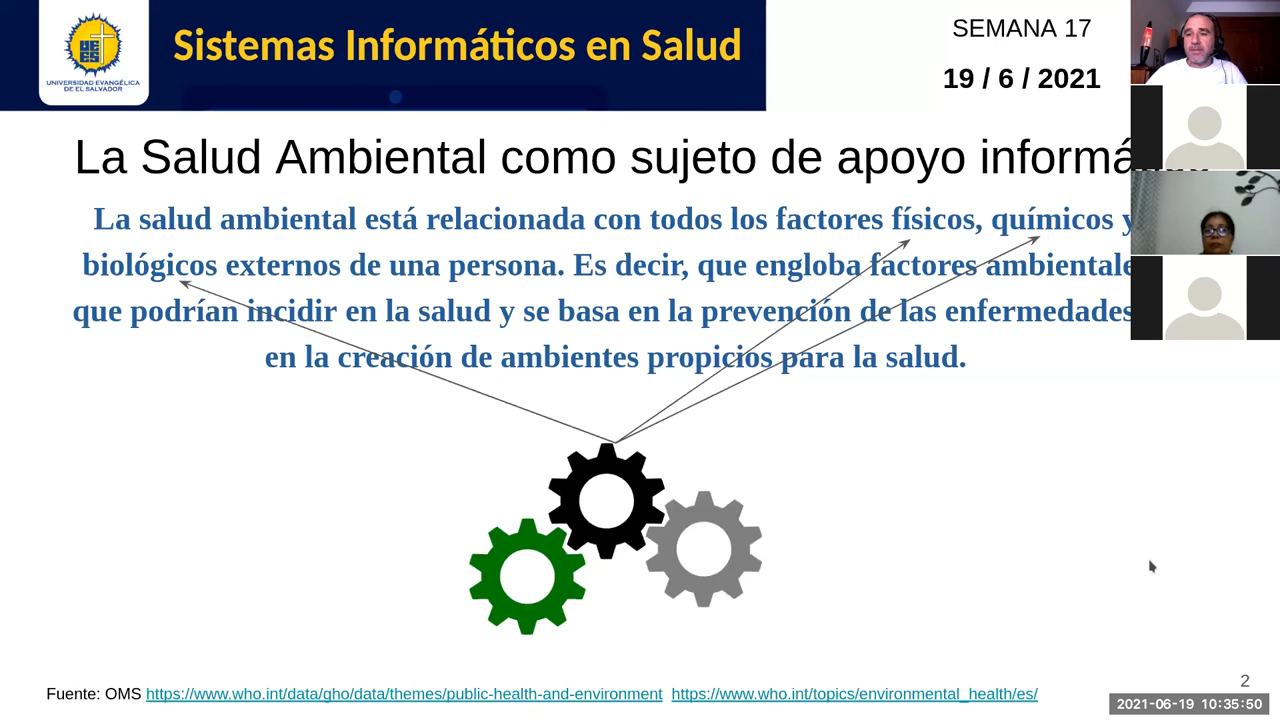 UEES
UNIVERSIDAD EVANGÉLICA
DE EL SALVADOR
Sistemas Informáticos en Salud
SEMANA 17
19 / 6 / 2021
La Salud Ambiental como sujeto de apoyo informá
La salud ambiental está relacionada con todos los factores físicos, químicos y
biológicos externos de una persona. Es decir, que engloba factores ambientale
que podrían incidir en la salud y se basa en la prevención de las enfermedades
en la creación de ambientes propicios para la salud.
Fuente: OMS https://www.who.int/data/gho/data/themes/public-health-and-environment https://www.who.int/topics/environmental_health/es/
2
2021-06-19 10:35:50